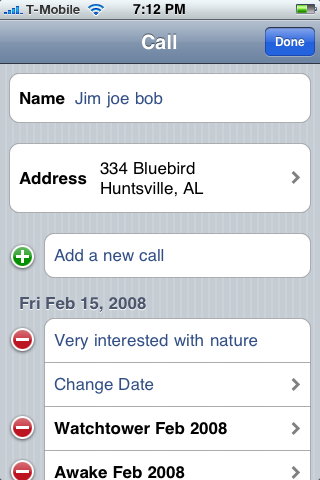 T-Mobile 7:12 PM
Call Done
Name Jim joe bob
Address 334 Bluebird
Huntsville, AL
Add a new call
Fri Feb 15, 2008
Very interested with nature
Change Date
Watchtower Feb 2008
Awake Feb 2008